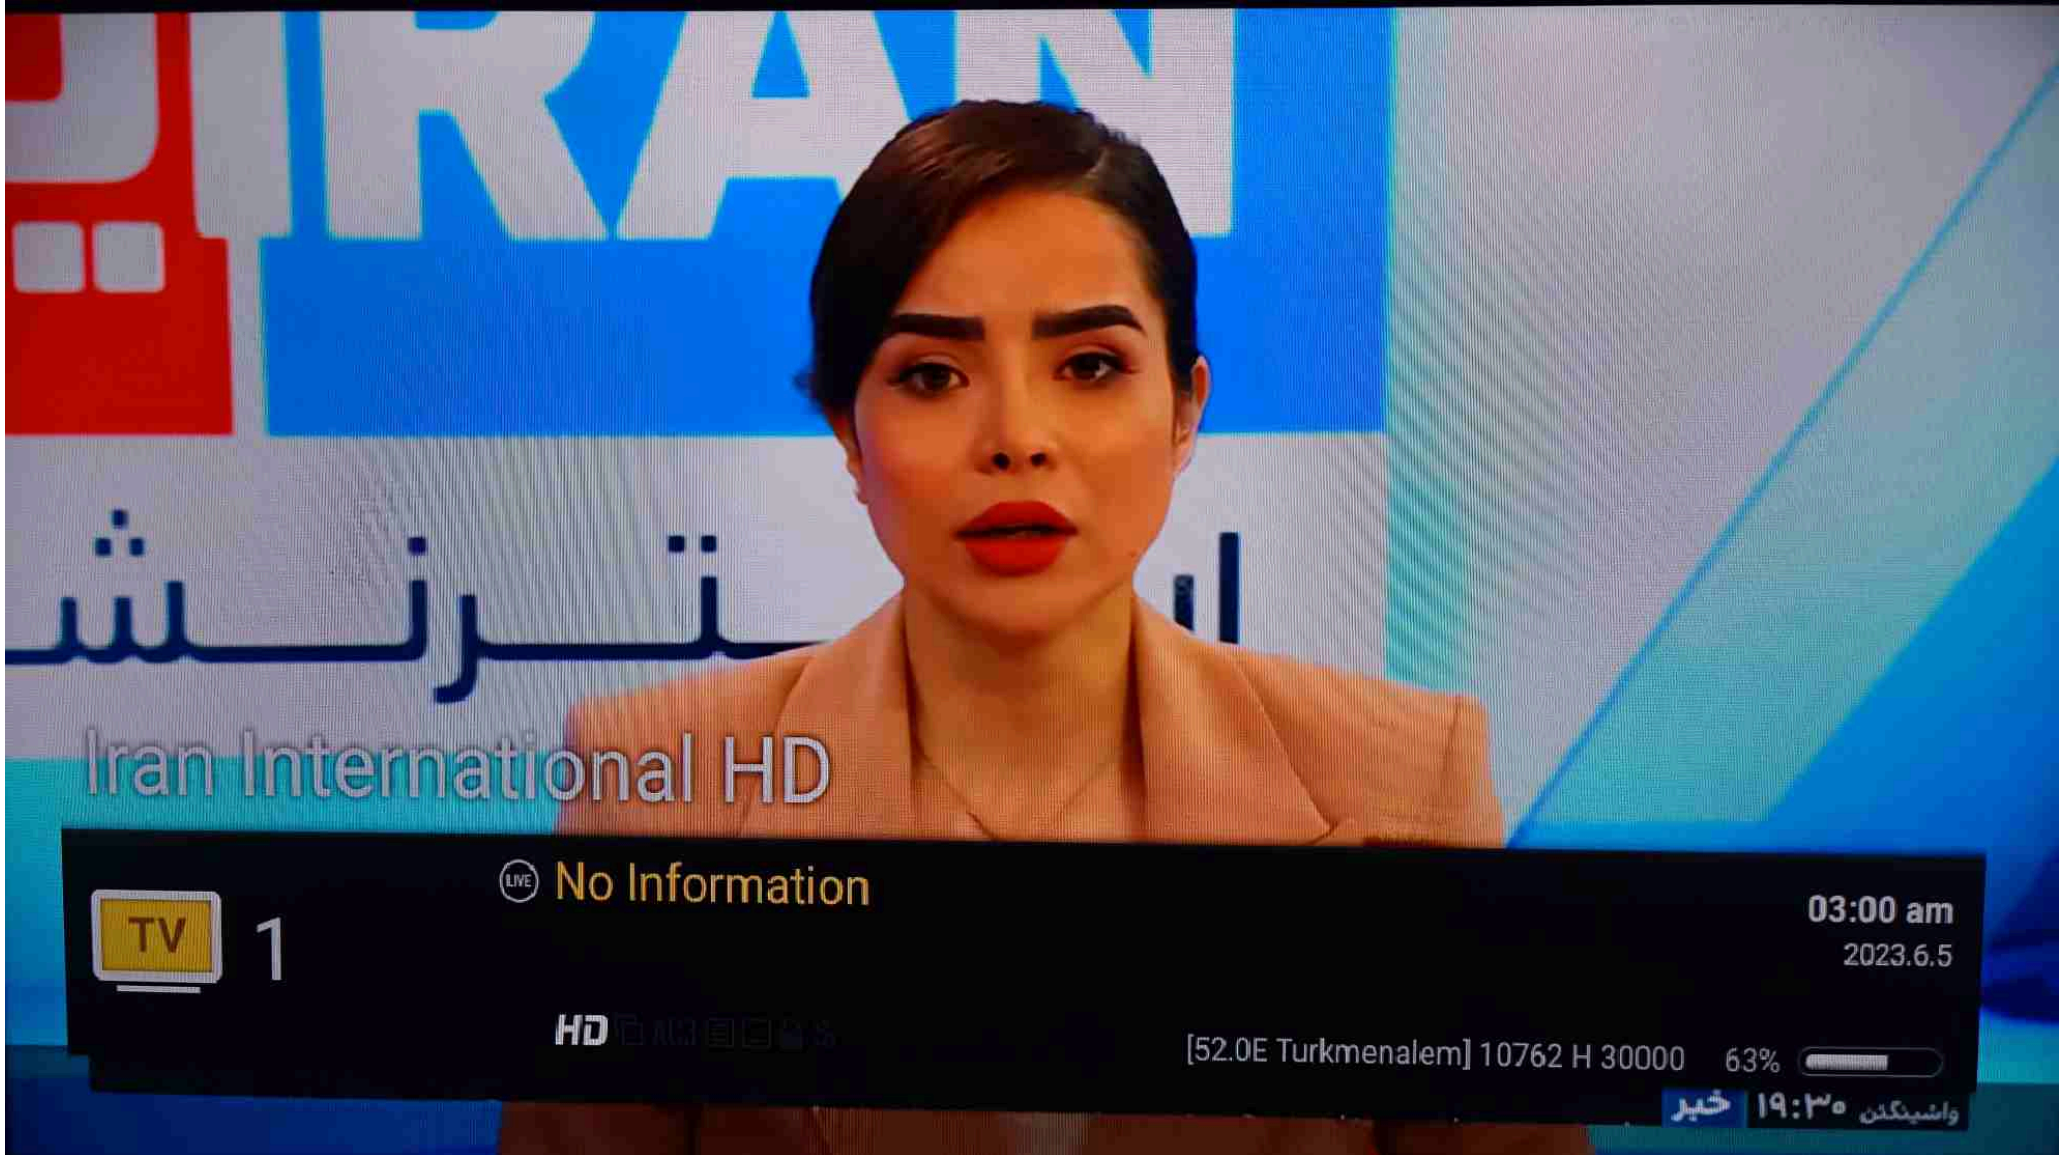 IRAN
Iran International HD
LIVE No Information
TV 1
03:00 am
2023.6.5
HD
[52.0E Turkmenalem] 10762 H 30000 63%
واشینگتن ۱۹:۳۰ خبر